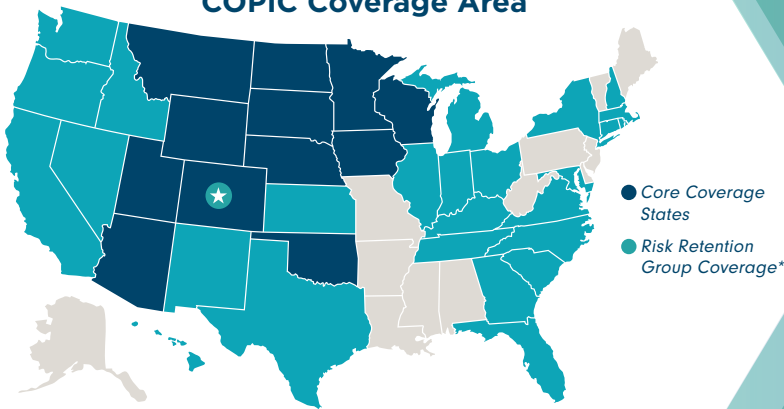 COPIC Coverage Area
Core Coverage
States
Risk Retention
Group Coverage*